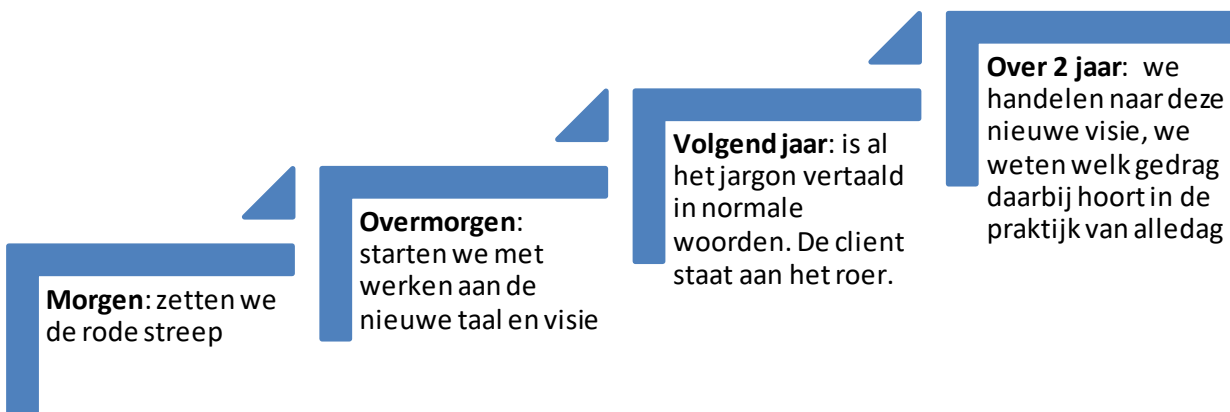 Morgen: zetten we
de rode streep
Overmorgen:
starten we met
werken aan de
nieuwe taal en visie
Volgend jaar: is al
het jargon vertaald
in normale
woorden. De client
staat aan het roer.
Over 2 jaar: we
handelen naar deze
nieuwe visie, we
weten welk gedrag
daarbij hoort in de
praktijk van alledag